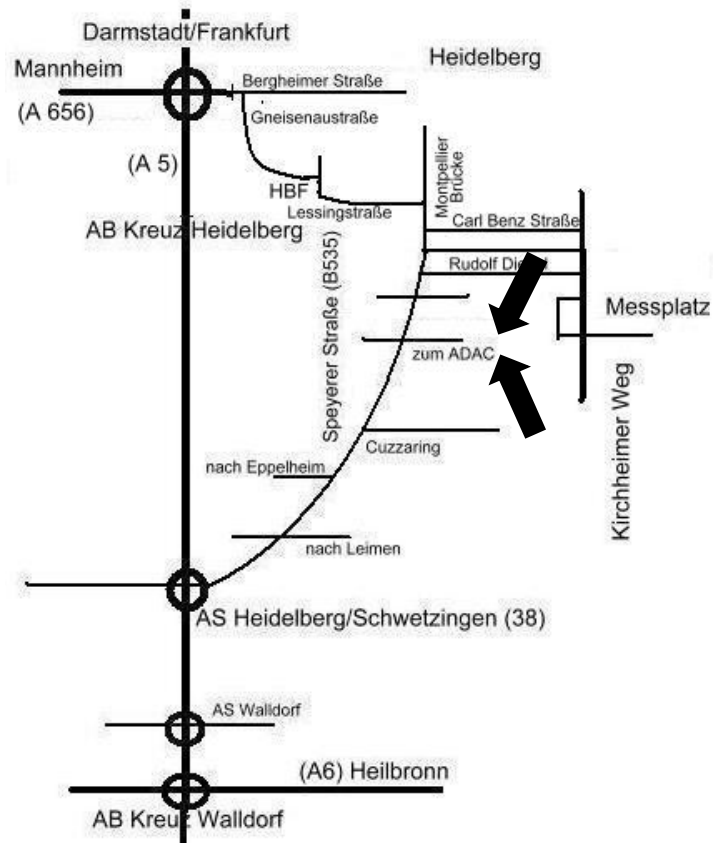 Darmstadt/Frankfurt
Heidelberg
Mannheim
Bergheimer Straße
(A 656)
Gneisenaustraße
(A 5)
Montpellier
Brücke
HBF
Lessingstraße
Carl Benz Straße
AB Kreuz Heidelberg
Rudolf
Speyerer Straße (B535)
Messplatz
zum ADAC
Kirchheimer Weg
Cuzzaring
nach Eppelheim
nach Leimen
AS Heidelberg/Schwetzingen (38)
AS Walldorf
(A6) Heilbronn
AB Kreuz Walldorf